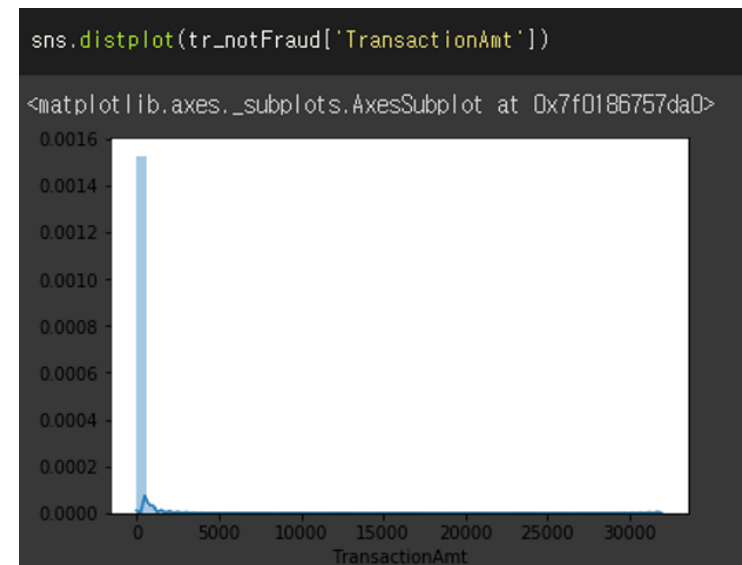 sns.distplot(tr_notFraud['TransactionAmt'])
<matplotlib.axes._subplots.AxesSubplot at 0x7f0186757da0>
0.0016
0.0014
0.0012
0.0010
0.0008
0.0006
0.0004
0.0002
0.0000
0 5000 10000 15000 20000 25000 30000
TransactionAmt